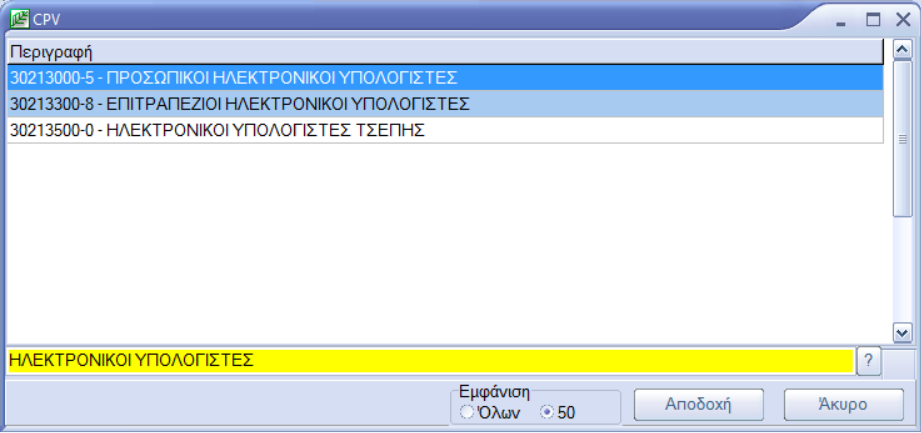 CPV
Περιγραφή
30213000-5 - ΠΡΟΣΩΠΙΚΟΙ ΗΛΕΚΤΡΟΝΙΚΟΙ ΥΠΟΛΟΓΙΣΤΕΣ
30213300-8 - ΕΠΙΤΡΑΠΕΖΙΟΙ ΗΛΕΚΤΡΟΝΙΚΟΙ ΥΠΟΛΟΓΙΣΤΕΣ
30213500-0 - ΗΛΕΚΤΡΟΝΙΚΟΙ ΥΠΟΛΟΓΙΣΤΕΣ ΤΣΕΠΗΣ
ΗΛΕΚΤΡΟΝΙΚΟΙ ΥΠΟΛΟΓΙΣΤΕΣ ?
Εμφάνιση
Όλων 50 Αποδοχή Άκυρο